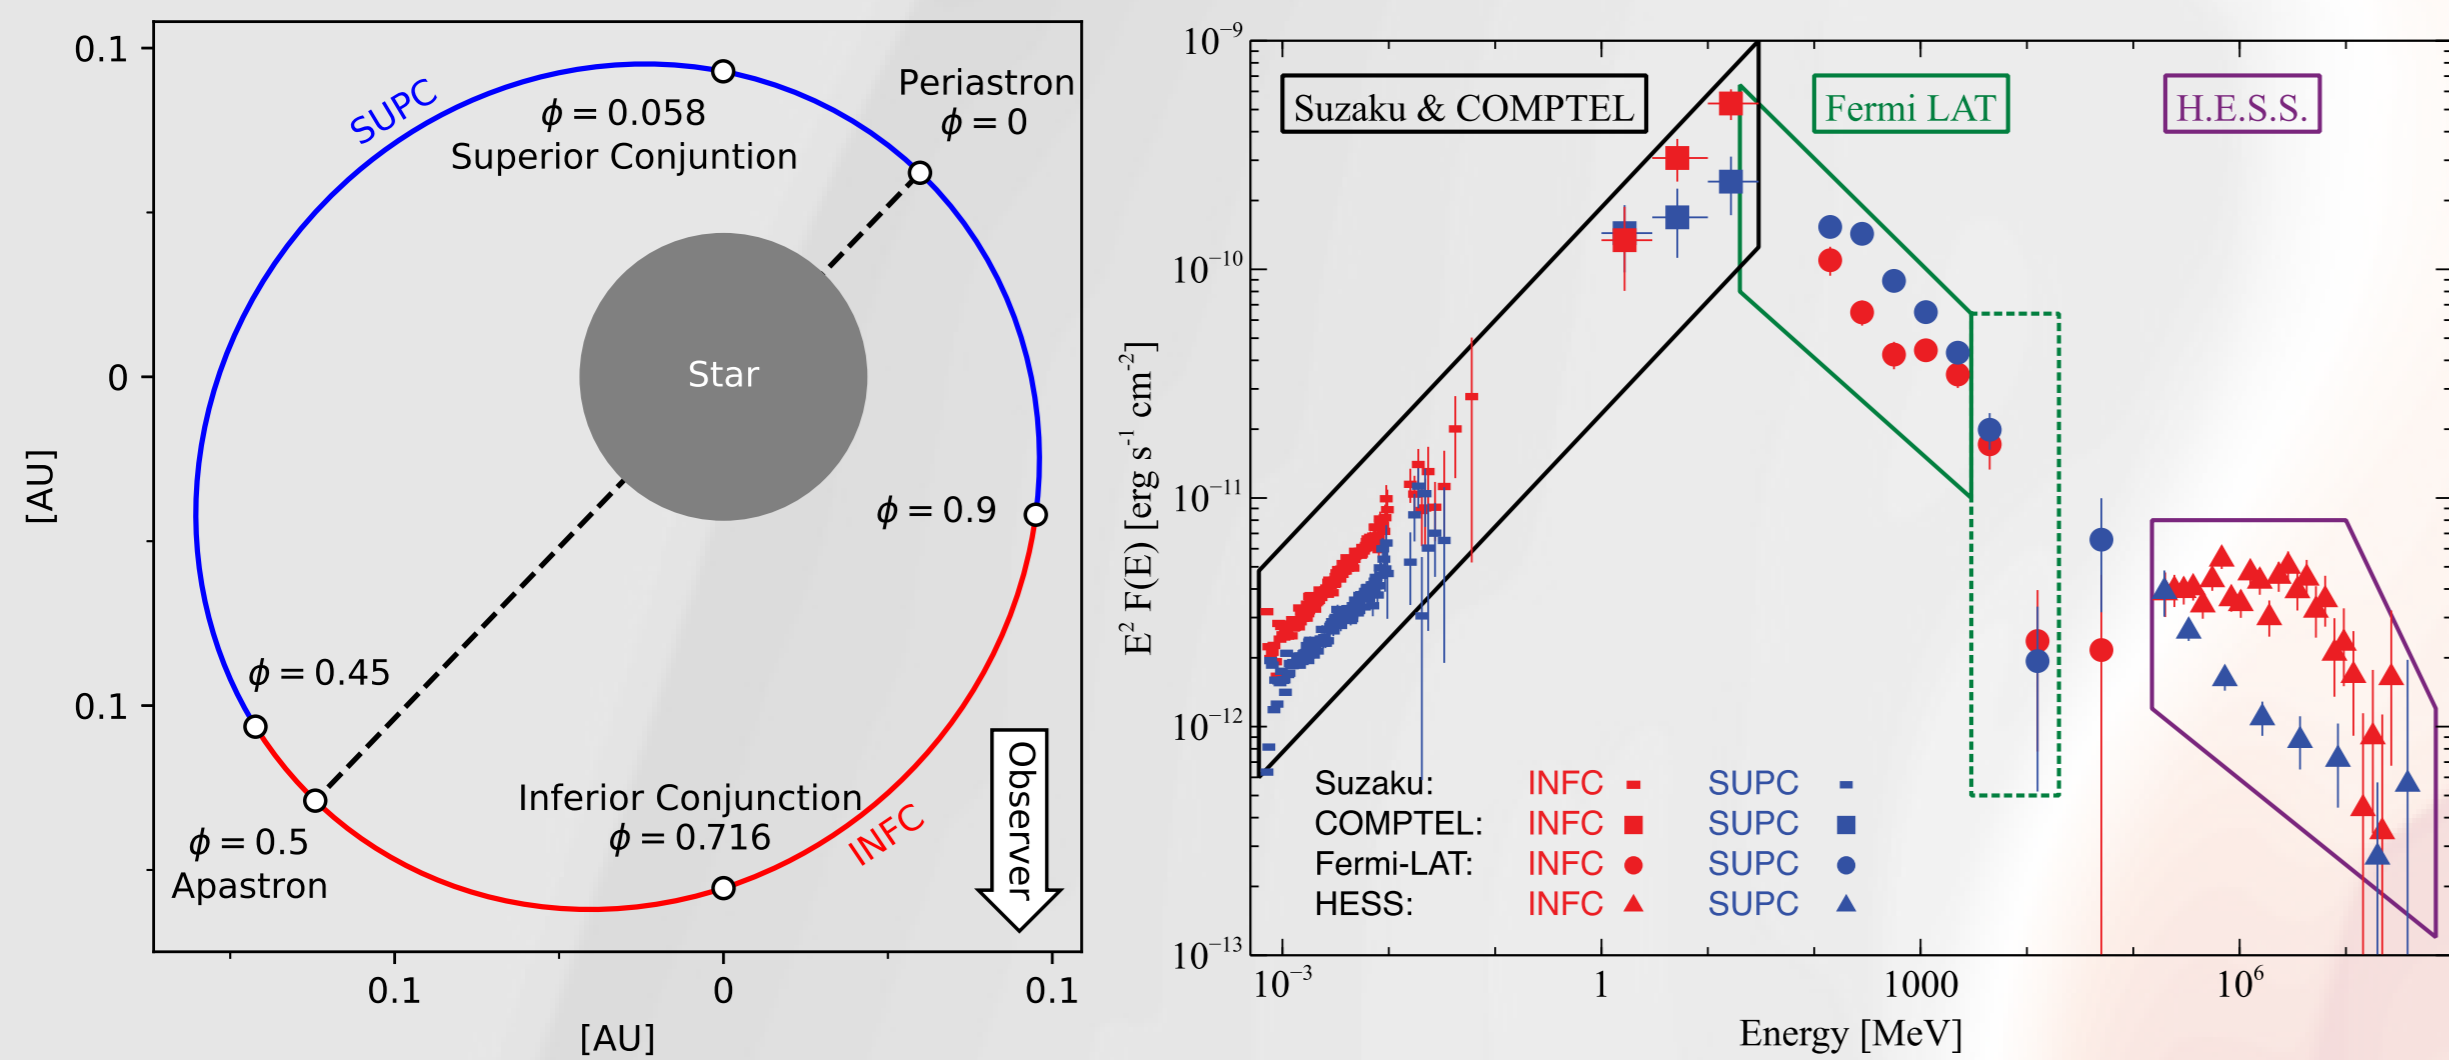 0.1
0
0.1
[AU]
0.1
0
0.1
[AU]
SUPC
ϕ = 0.058
Superior Conjuntion
Periastron
ϕ = 0
Star
ϕ = 0.9
ϕ = 0.45
ϕ = 0.5
Apastron
Inferior Conjunction
ϕ = 0.716
INFC
Observer
10⁻⁹
10⁻¹⁰
10⁻¹¹
10⁻¹²
10⁻¹³
E² F(E) [erg s⁻¹ cm⁻²]
Suzaku & COMPTEL
Fermi LAT
H.E.S.S.
Suzaku: INFC SUPC
COMPTEL: INFC SUPC
Fermi-LAT: INFC SUPC
HESS: INFC SUPC
10⁻³
1
1000
10⁶
Energy [MeV]